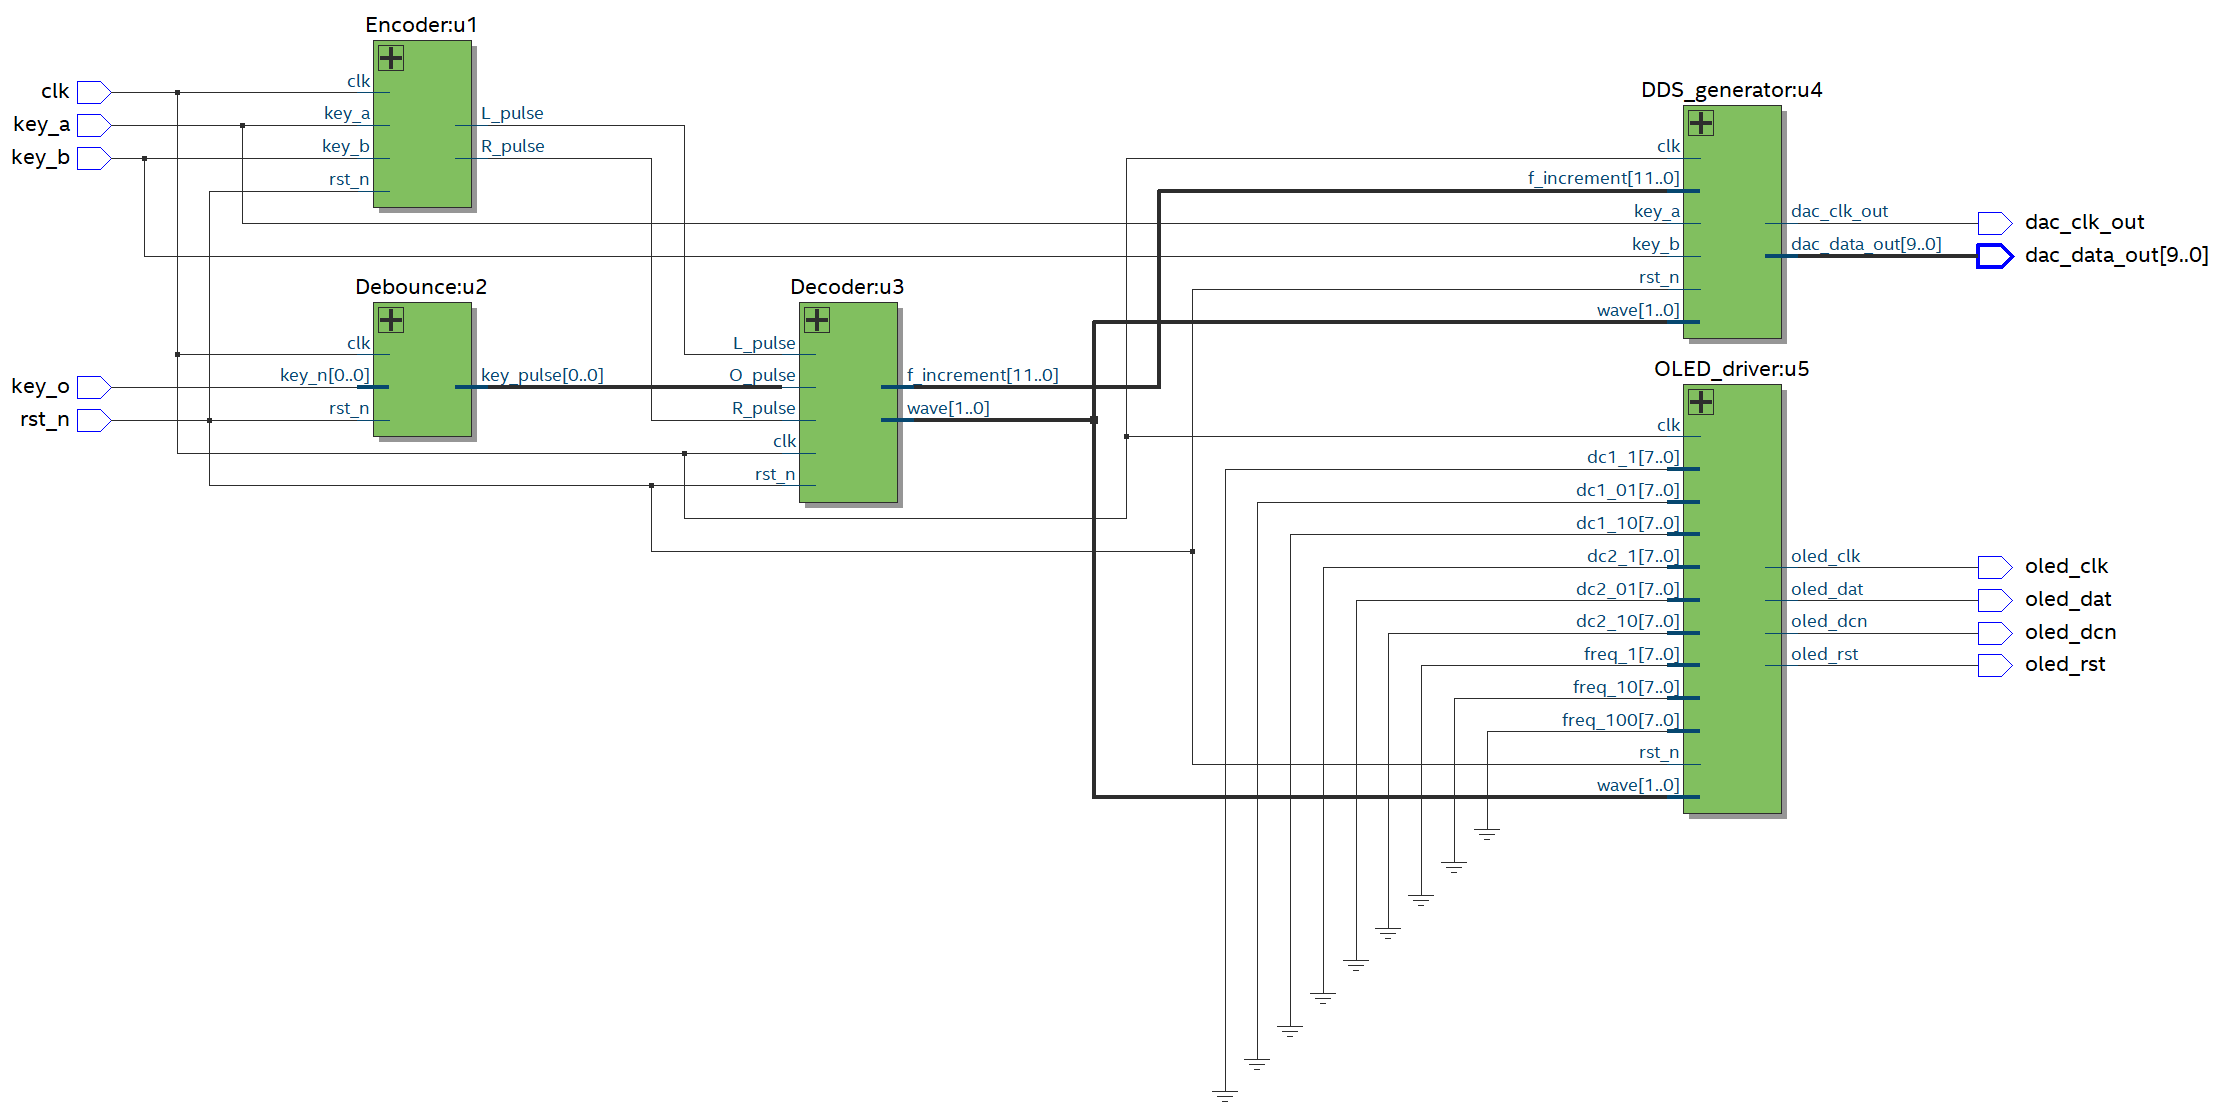 Encoder:u1
clk
key_a
key_b
clk
key_a
key_b
rst_n
L_pulse
R_pulse
Debounce:u2
key_o
rst_n
clk
key_n[0..0]
rst_n
key_pulse[0..0]
Decoder:u3
L_pulse
O_pulse
R_pulse
clk
rst_n
f_increment[11..0]
wave[1..0]
DDS_generator:u4
clk
f_increment[11..0]
key_a
key_b
rst_n
wave[1..0]
dac_clk_out
dac_data_out[9..0]
dac_clk_out
dac_data_out[9..0]
OLED_driver:u5
clk
dc1_1[7..0]
dc1_01[7..0]
dc1_10[7..0]
dc2_1[7..0]
dc2_01[7..0]
dc2_10[7..0]
freq_1[7..0]
freq_10[7..0]
freq_100[7..0]
rst_n
wave[1..0]
oled_clk
oled_dat
oled_dcn
oled_rst
oled_clk
oled_dat
oled_dcn
oled_rst